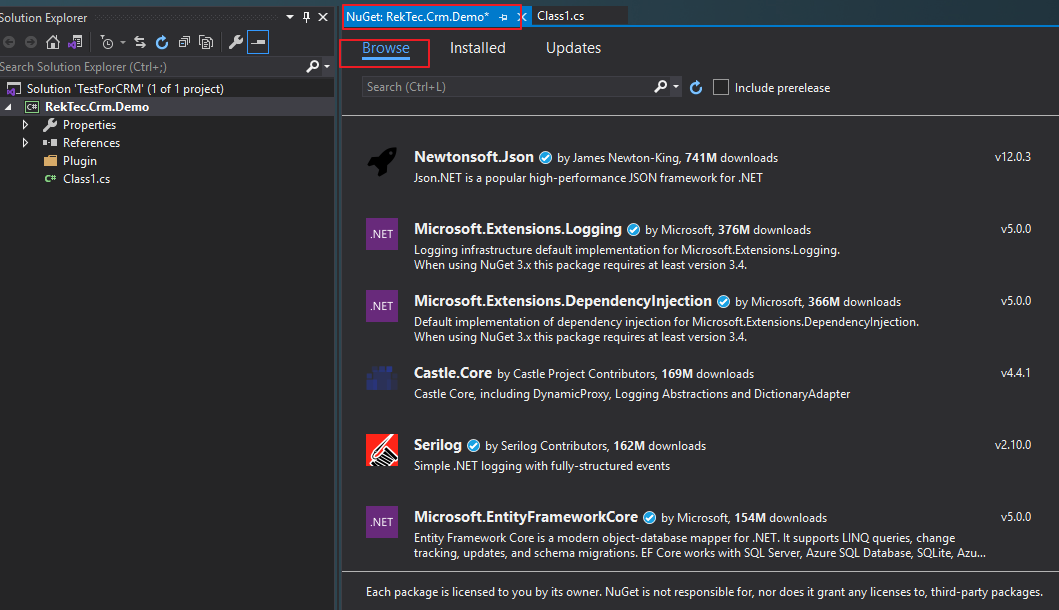 Solution Explorer
Search Solution Explorer (Ctrl+;)
Solution 'TestForCRM' (1 of 1 project)
C# RekTec.Crm.Demo
Properties
References
Plugin
C# Class1.cs
NuGet: RekTec.Crm.Demo*
Class1.cs
Browse
Installed
Updates
Search (Ctrl+L)
Include prerelease
Newtonsoft.Json by James Newton-King, 741M downloads
v12.0.3
Json.NET is a popular high-performance JSON framework for .NET
.NET
Microsoft.Extensions.Logging by Microsoft, 376M downloads
v5.0.0
Logging infrastructure default implementation for Microsoft.Extensions.Logging.
When using NuGet 3.x this package requires at least version 3.4.
.NET
Microsoft.Extensions.DependencyInjection by Microsoft, 366M downloads
v5.0.0
Default implementation of dependency injection for Microsoft.Extensions.DependencyInjection.
When using NuGet 3.x this package requires at least version 3.4.
Castle.Core by Castle Project Contributors, 169M downloads
v4.4.1
Castle Core, including DynamicProxy, Logging Abstractions and DictionaryAdapter
Serilog by Serilog Contributors, 162M downloads
v2.10.0
Simple .NET logging with fully-structured events
.NET
Microsoft.EntityFrameworkCore by Microsoft, 154M downloads
v5.0.0
Entity Framework Core is a modern object-database mapper for .NET. It supports LINQ queries, change
tracking, updates, and schema migrations. EF Core works with SQL Server, Azure SQL Database, SQLite, Azu...
Each package is licensed to you by its owner. NuGet is not responsible for, nor does it grant any licenses to, third-party packages.